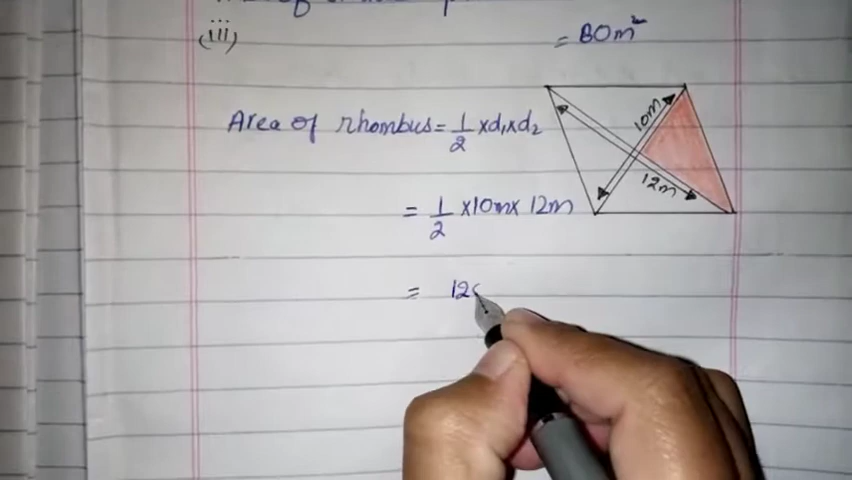 (iii)
= 80m²
Area of rhombus = 1/2 ×d₁×d₂
10m
12m
= 1/2 ×10m× 12m
= 12